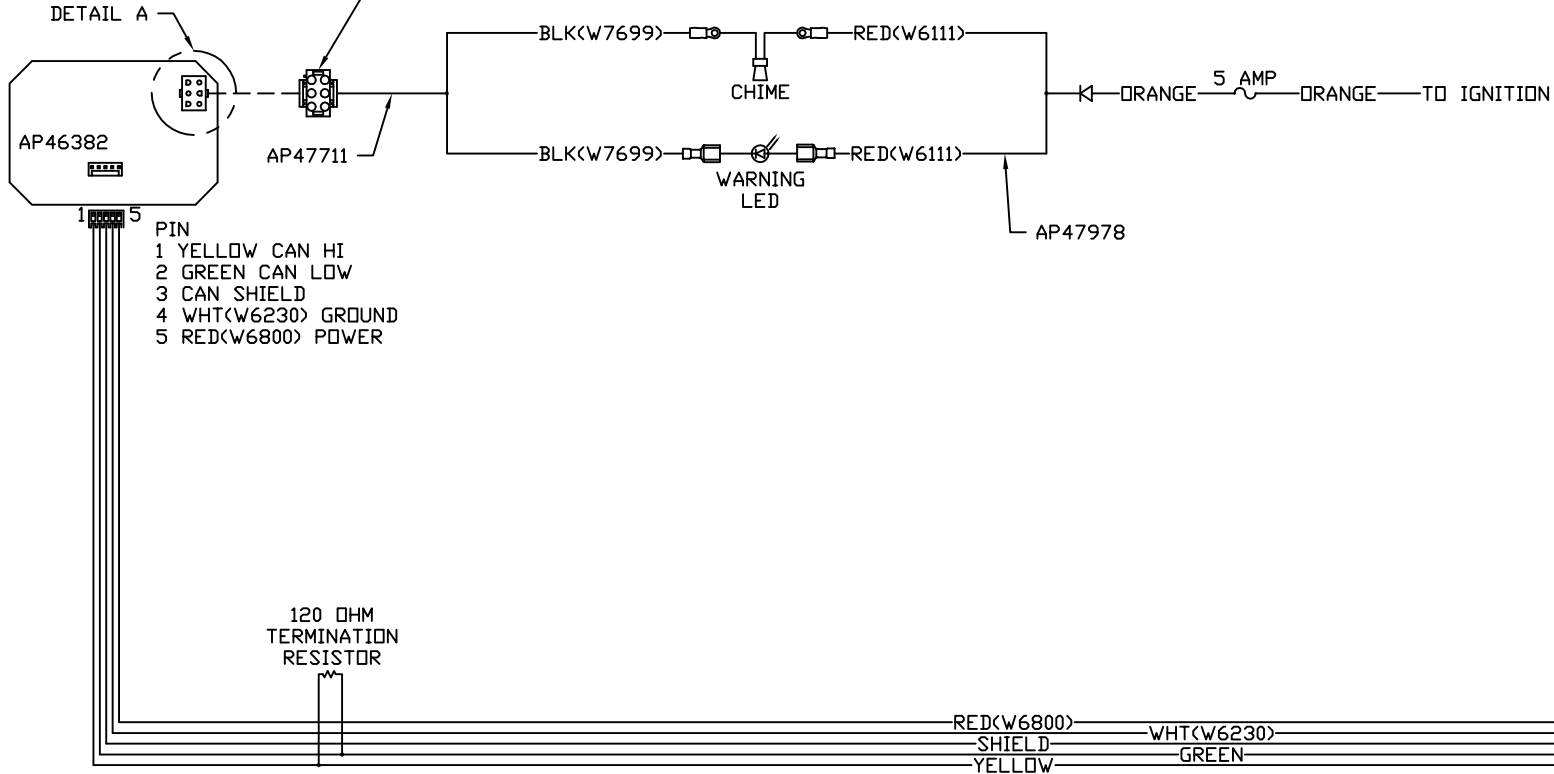 DETAIL A
AP46382
1
5
PIN
1 YELLOW CAN HI
2 GREEN CAN LOW
3 CAN SHIELD
4 WHT(W6230) GROUND
5 RED(W6800) POWER
AP47711
BLK(W7699)
RED(W6111)
CHIME
BLK(W7699)
RED(W6111)
WARNING
LED
AP47978
ORANGE
5 AMP
ORANGE
TO IGNITION
120 OHM
TERMINATION
RESISTOR
RED(W6800)
WHT(W6230)
SHIELD
GREEN
YELLOW